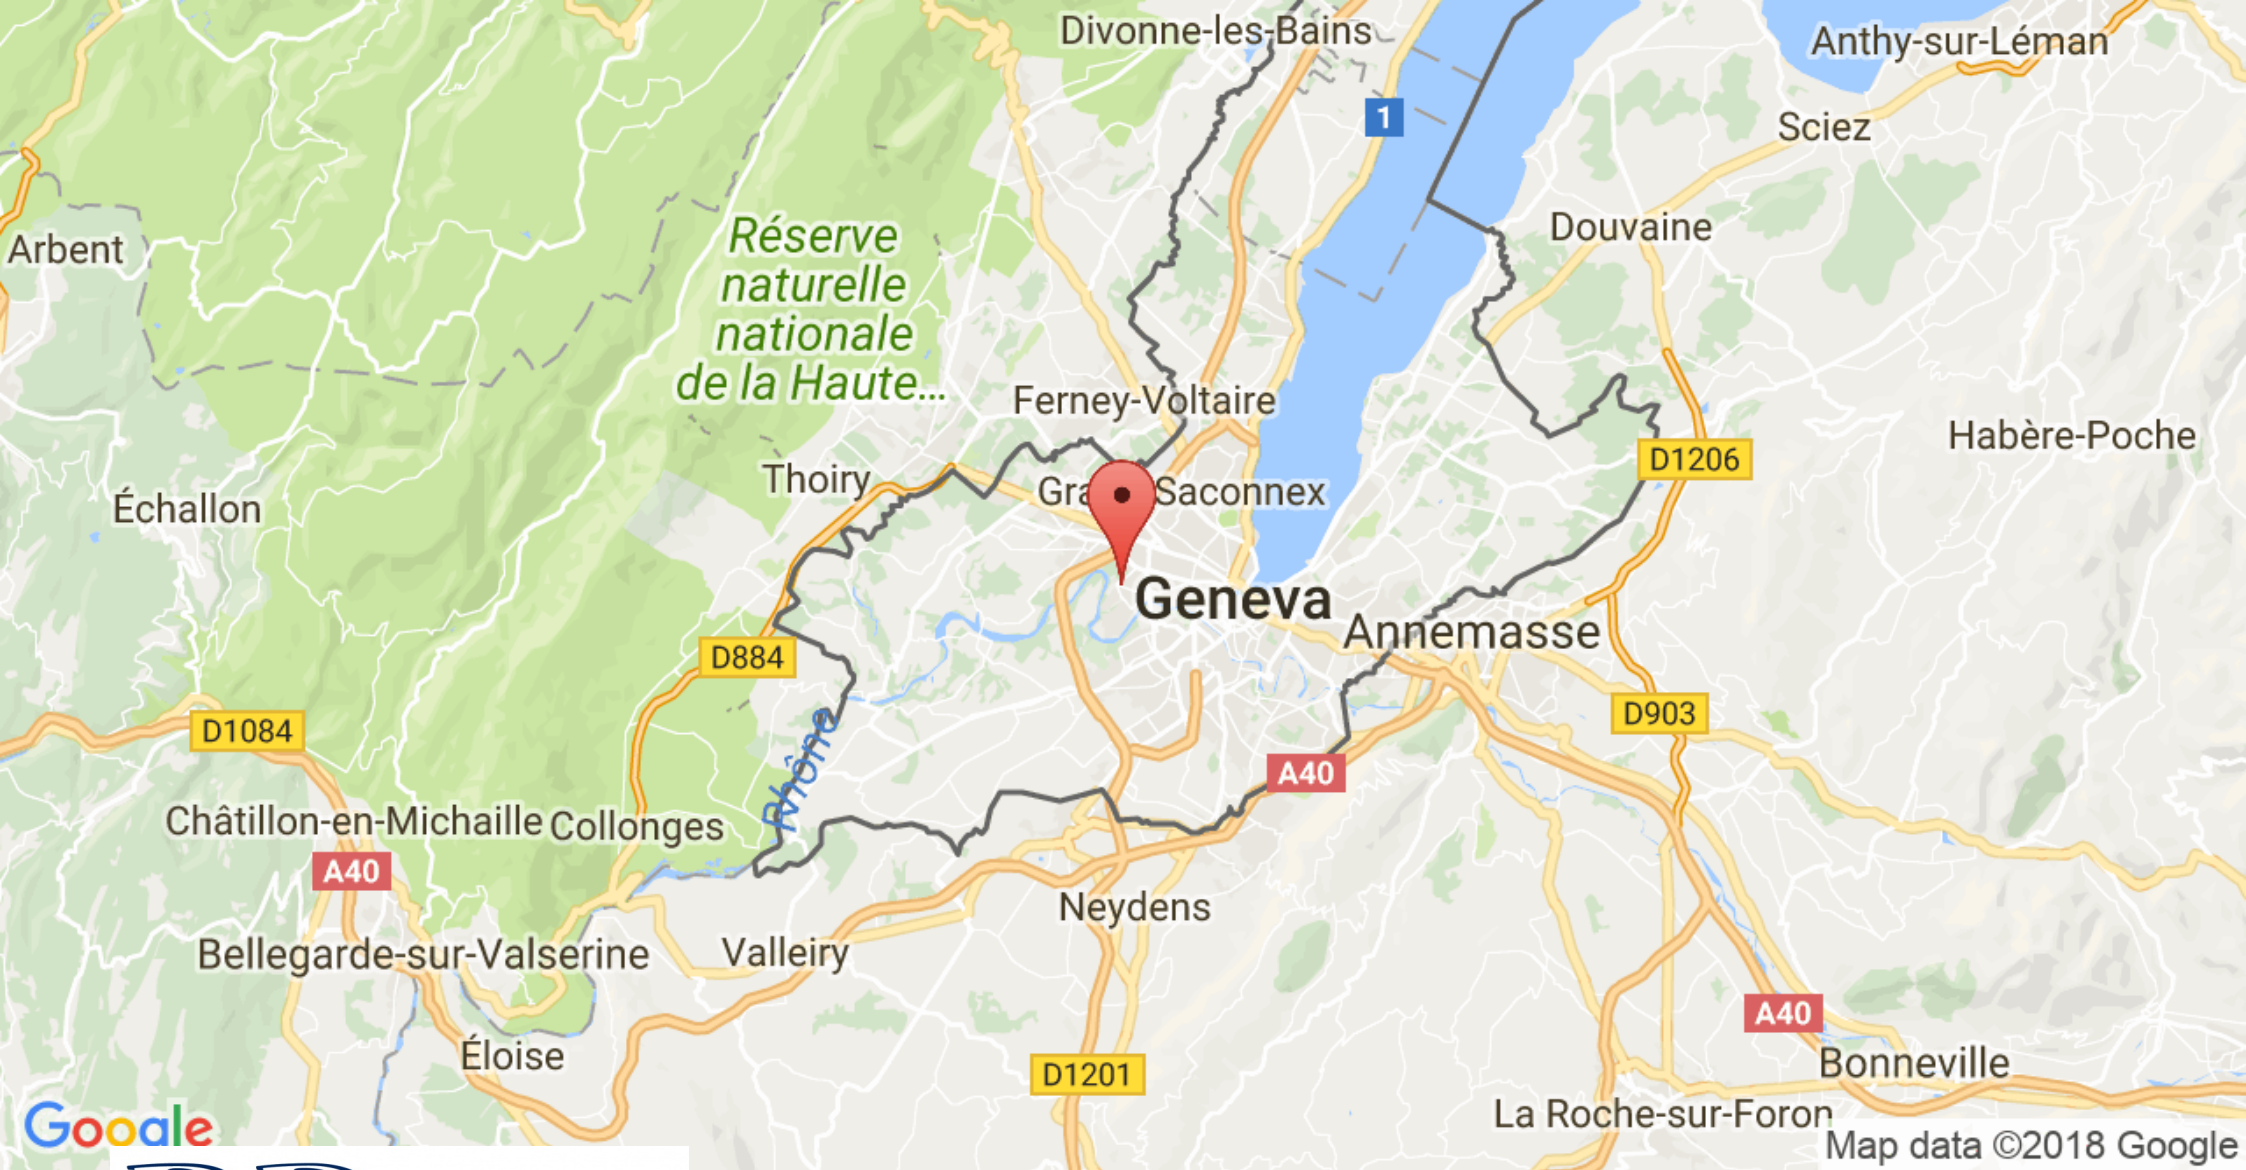 Divonne-les-Bains
Anthy-sur-Léman
1
Sciez
Réserve
naturelle
nationale
de la Haute...
Douvaine
Arbent
Ferney-Voltaire
Habère-Poche
D1206
Thoiry
Gra Saconnex
Échallon
Geneva
Annemasse
D884
D903
D1084
Rhône
A40
Châtillon-en-Michaille
Collonges
A40
Neydens
Bellegarde-sur-Valserine
Valleiry
A40
Éloise
D1201
Bonneville
La Roche-sur-Foron
Google
Map data ©2018 Google